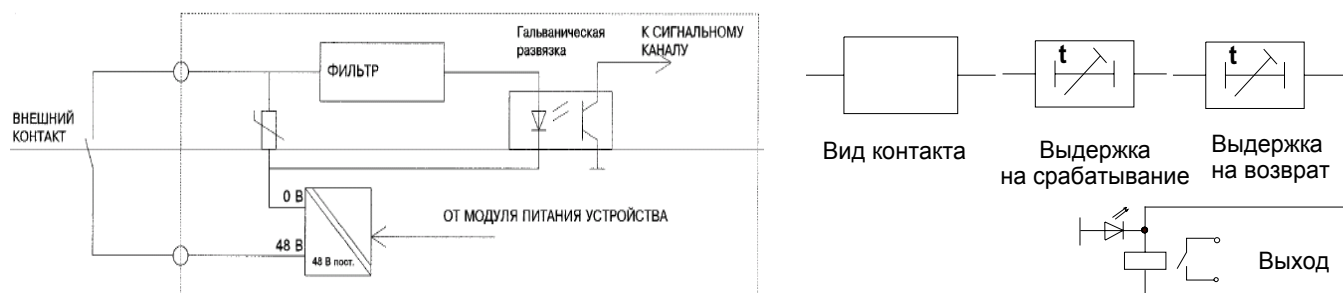 Гальваническая
развязка
К СИГНАЛЬНОМУ
КАНАЛУ
ФИЛЬТР
ВНЕШНИЙ
КОНТАКТ
0 В
48 В
48 В пост.
ОТ МОДУЛЯ ПИТАНИЯ УСТРОЙСТВА
t
t
Вид контакта
Выдержка
на срабатывание
Выдержка
на возврат
Выход